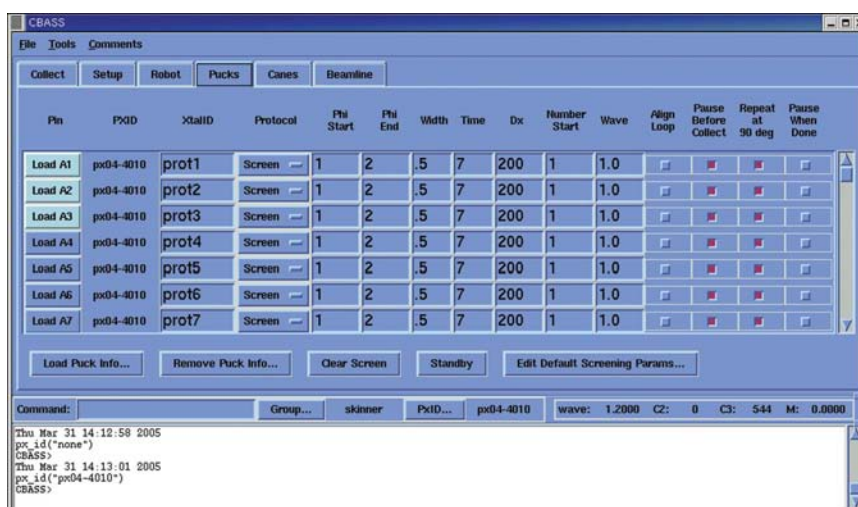 CBASS
File Tools Comments
Collect Setup Robot Pucks Canes Beamline
Pin PXID XtalID Protocol Phi Start Phi End Width Time Dx Number Start Wave Align Loop Pause Before Collect Repeat at 90 deg Pause When Done
Load A1 px04-4010 prot1 Screen 1 2 .5 7 200 1 1.0
Load A2 px04-4010 prot2 Screen 1 2 .5 7 200 1 1.0
Load A3 px04-4010 prot3 Screen 1 2 .5 7 200 1 1.0
Load A4 px04-4010 prot4 Screen 1 2 .5 7 200 1 1.0
Load A5 px04-4010 prot5 Screen 1 2 .5 7 200 1 1.0
Load A6 px04-4010 prot6 Screen 1 2 .5 7 200 1 1.0
Load A7 px04-4010 prot7 Screen 1 2 .5 7 200 1 1.0
Load Puck Info... Remove Puck Info... Clear Screen Standby Edit Default Screening Params...
Command: Group... skinner PxID... px04-4010 wave: 1.2000 C2: 0 C3: 544 M: 0.0000
Thu Mar 31 14:12:58 2005
px_id("none")
CBASS>
Thu Mar 31 14:13:01 2005
px_id("px04-4010")
CBASS>